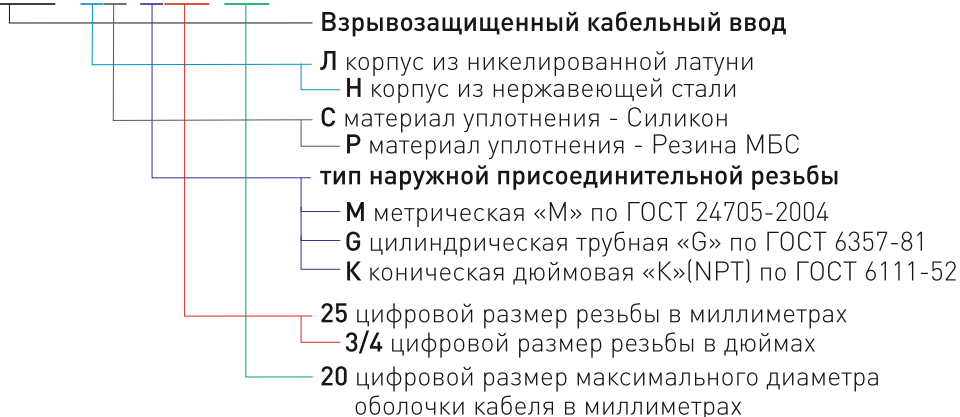 Взрывозащищенный кабельный ввод
Л корпус из никелированной латуни
Н корпус из нержавеющей стали
С материал уплотнения - Силикон
Р материал уплотнения - Резина МБС
тип наружной присоединительной резьбы
М метрическая «М» по ГОСТ 24705-2004
G цилиндрическая трубная «G» по ГОСТ 6357-81
К коническая дюймовая «К»(NPT) по ГОСТ 6111-52
25 цифровой размер резьбы в миллиметрах
3/4 цифровой размер резьбы в дюймах
20 цифровой размер максимального диаметра
оболочки кабеля в миллиметрах